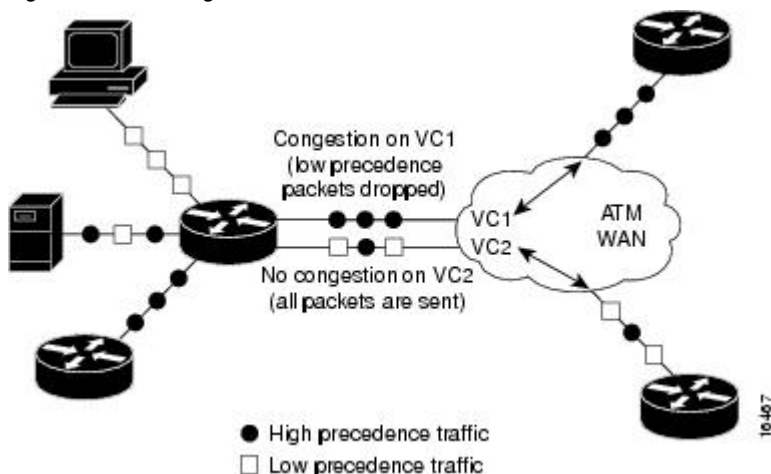 Congestion on VC1
(low precedence
packets dropped)
VC1
VC2
ATM
WAN
No congestion on VC2
(all packets are sent)
High precedence traffic
Low precedence traffic
16467